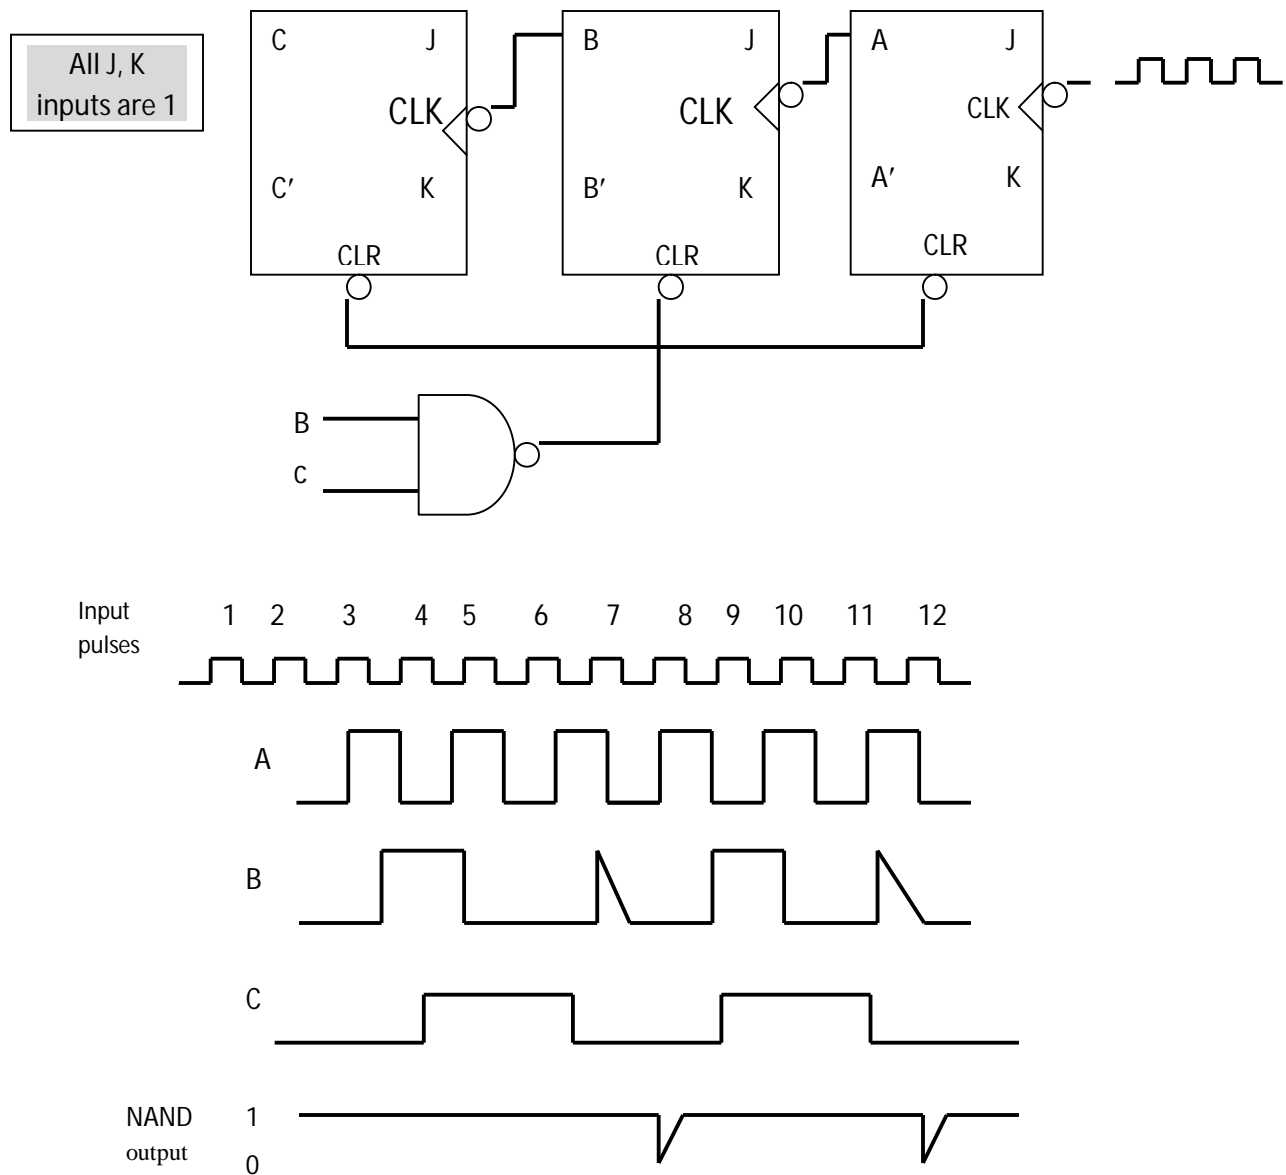 All J, K
inputs are 1
C J
CLK
C′ K
CLR
B J
CLK
B′ K
CLR
A J
CLK
A′ K
CLR
B
C
Input
pulses
1 2 3 4 5 6 7 8 9 10 11 12
A
B
C
NAND 1
output
0